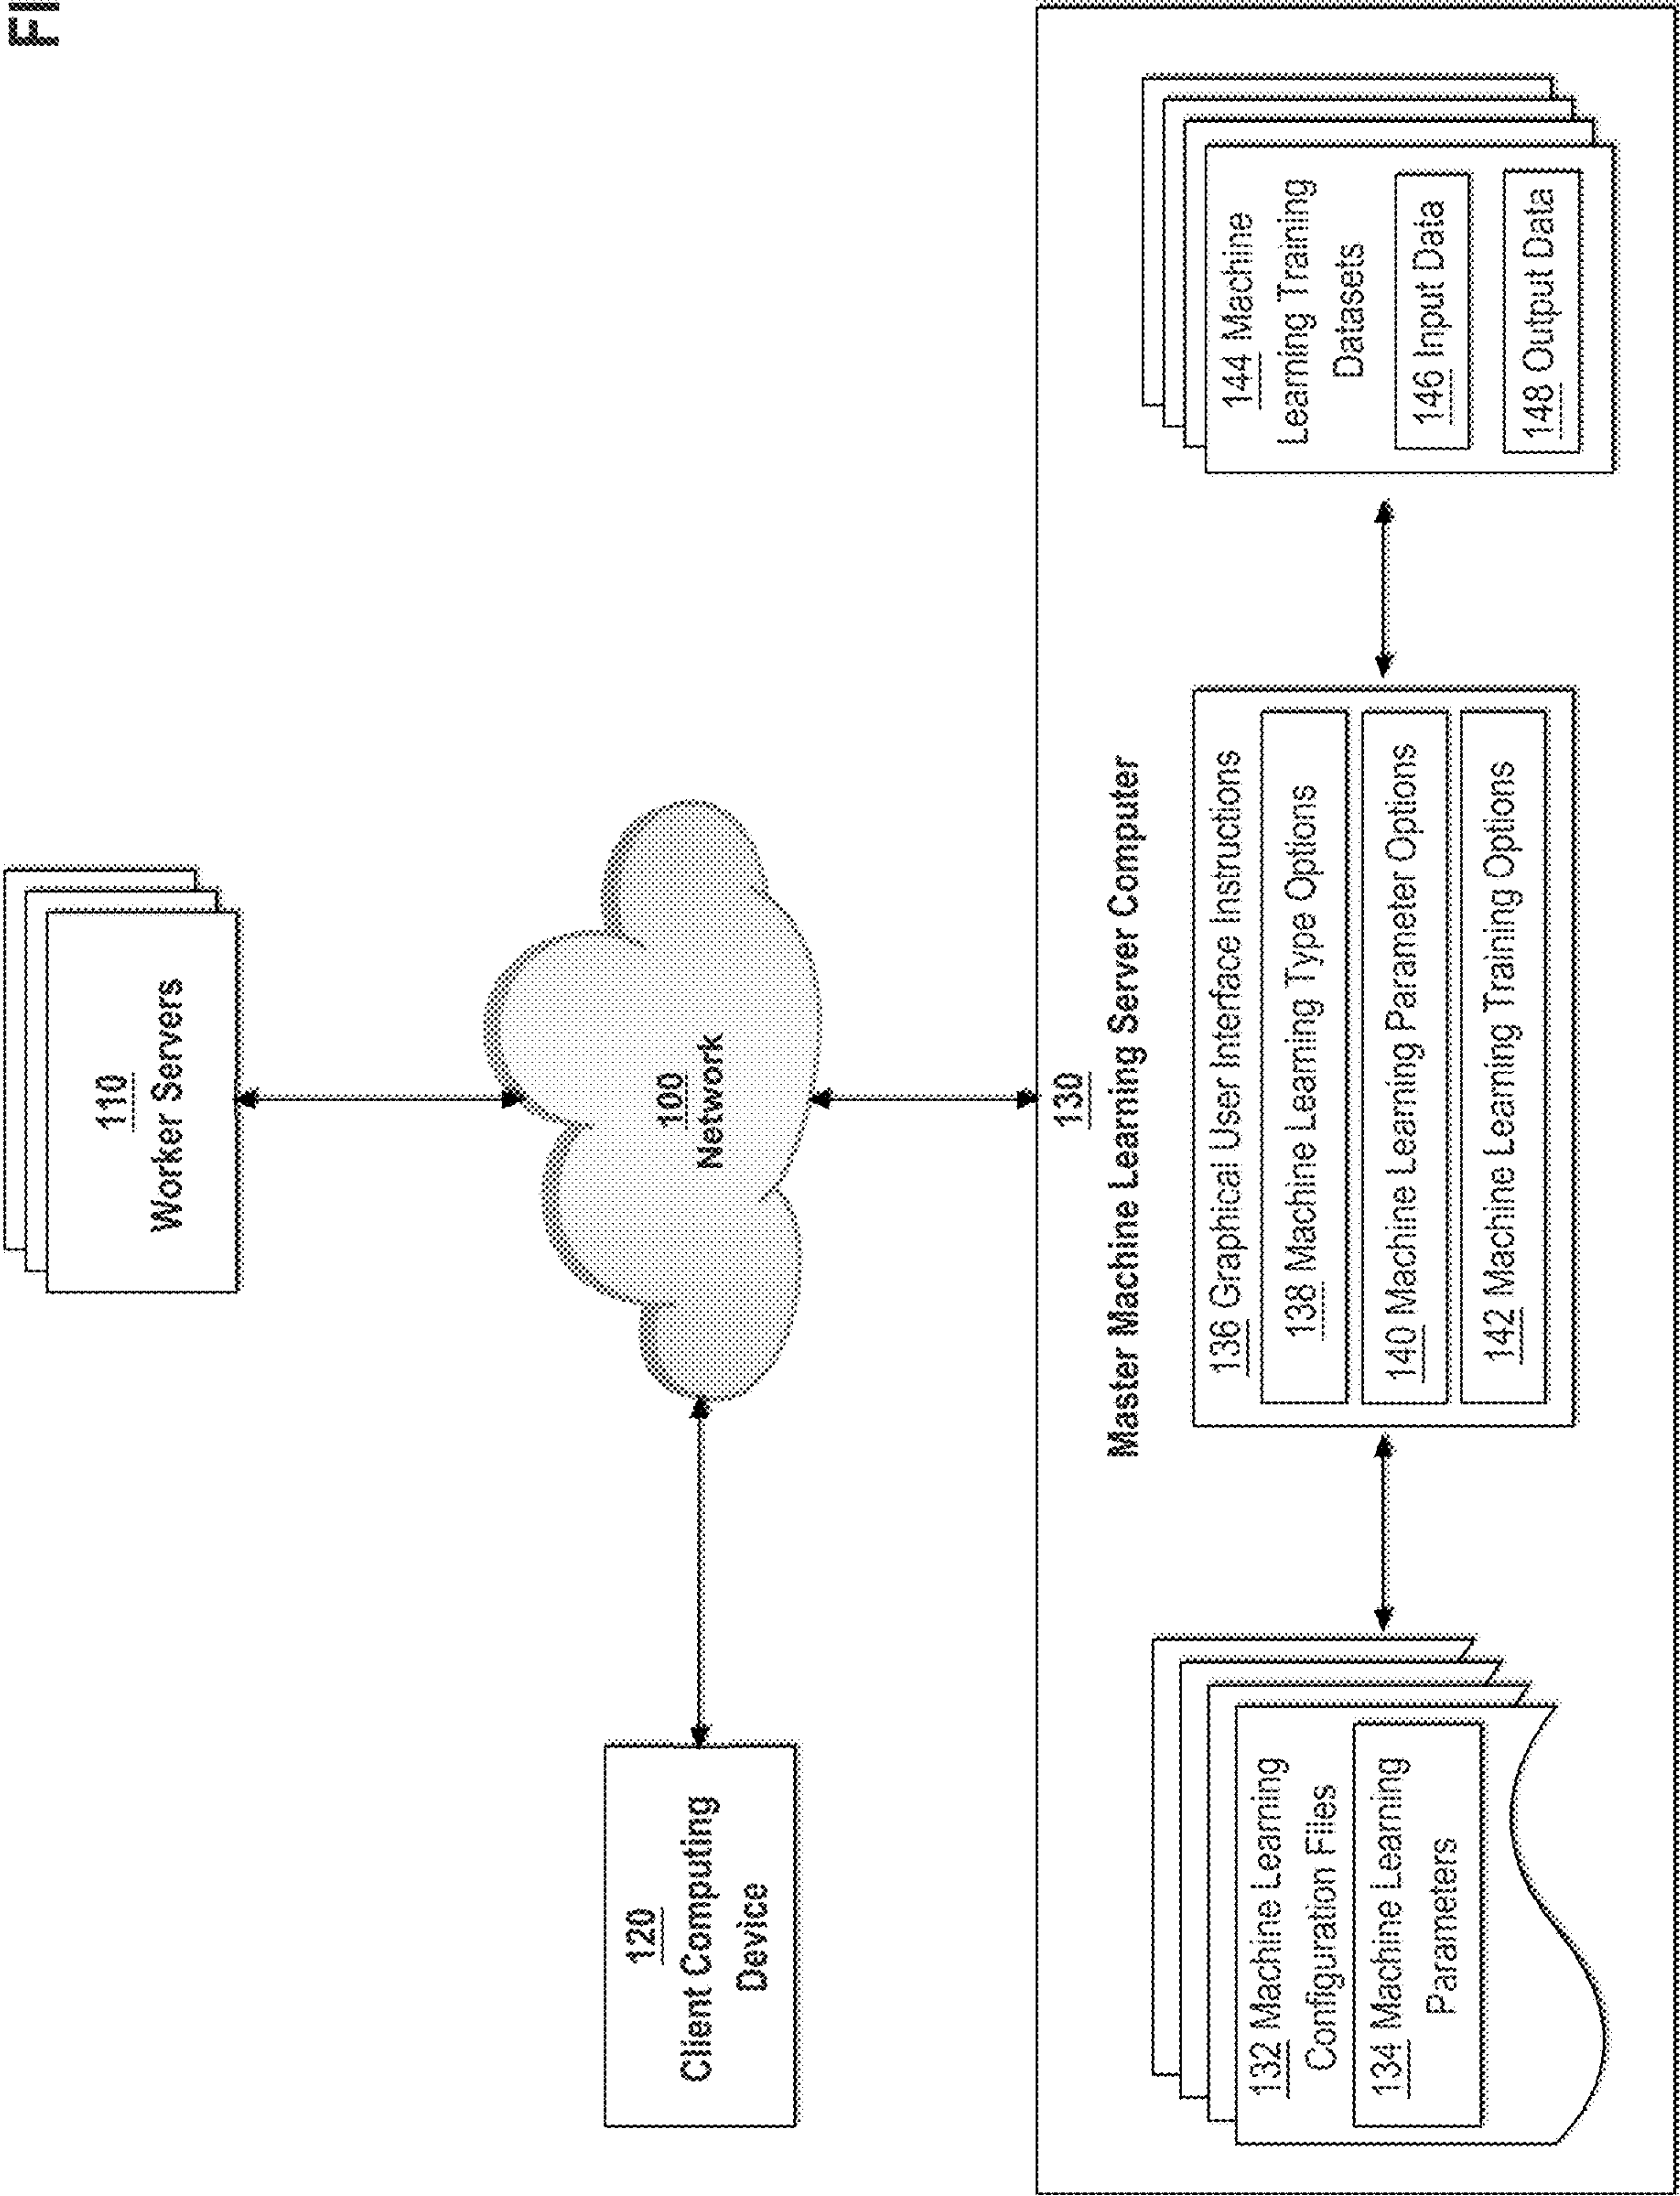 FI
110
Worker Servers
120
Client Computing
Device
100
Network
130
Master Machine Learning Server Computer
132 Machine Learning
Configuration Files
134 Machine Learning
Parameters
136 Graphical User Interface Instructions
138 Machine Learning Type Options
140 Machine Learning Parameter Options
142 Machine Learning Training Options
144 Machine
Learning Training
Datasets
146 Input Data
148 Output Data